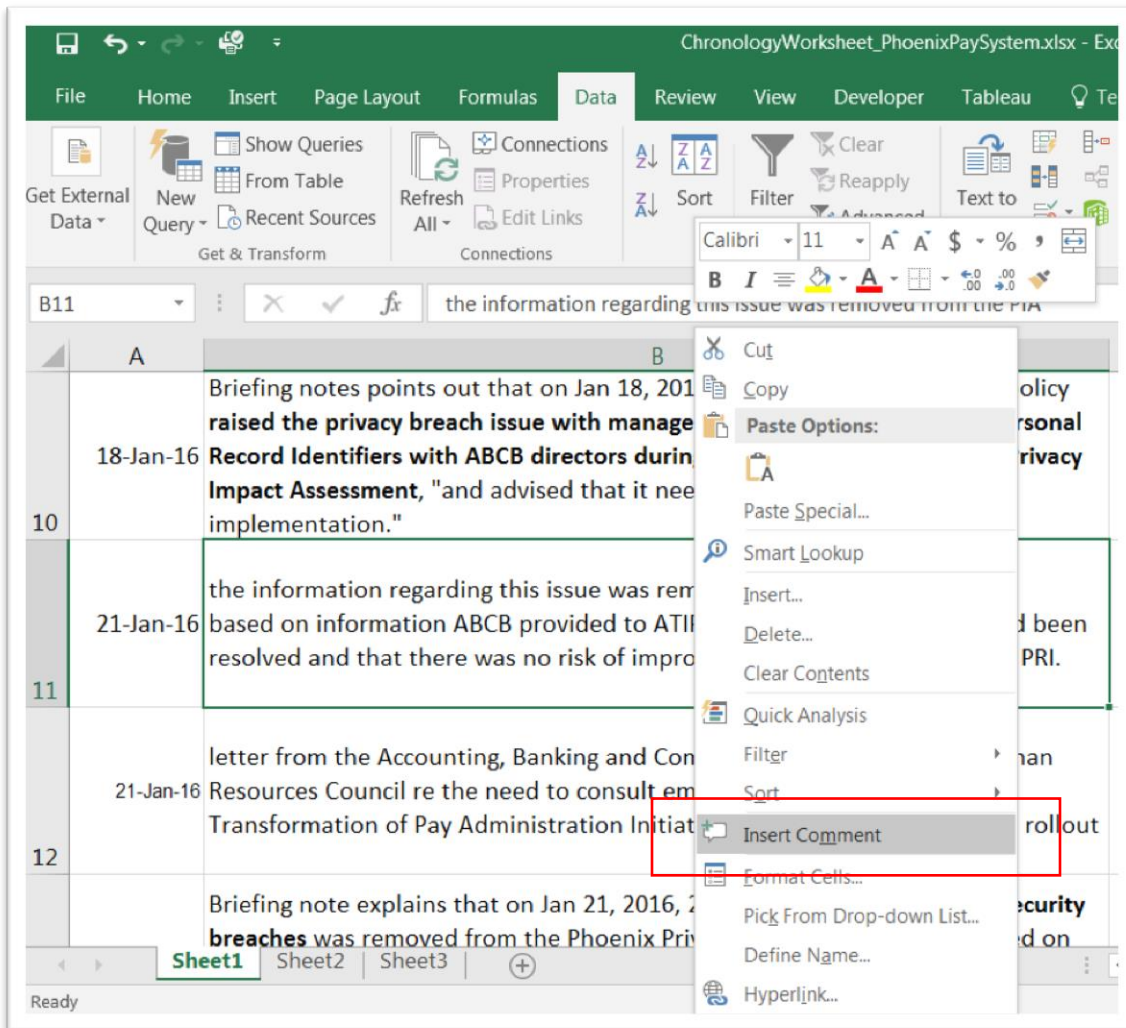 ChronologyWorksheet_PhoenixPaySystem.xlsx - Exc
File Home Insert Page Layout Formulas Data Review View Developer Tableau Te
Get External Data
New Query
Show Queries
From Table
Recent Sources
Get & Transform
Refresh All
Connections
Properties
Edit Links
Connections
Sort
Filter
Clear
Reapply
Advanced
Text to
Calibri 11 A A $ % ,
B I A .00 .00
B11 fx the information regarding this issue was removed from the PIA
A B
10
18-Jan-16
Briefing notes points out that on Jan 18, 201 olicy
raised the privacy breach issue with manage rsonal
Record Identifiers with ABCB directors durin rivacy
Impact Assessment, "and advised that it nee
implementation."
11
21-Jan-16
the information regarding this issue was rem
based on information ABCB provided to ATI d been
resolved and that there was no risk of impro PRI.
12
21-Jan-16
letter from the Accounting, Banking and Com nan
Resources Council re the need to consult em
Transformation of Pay Administration Initiat rollout
Briefing note explains that on Jan 21, 2016, 2 ecurity
breaches was removed from the Phoenix Priv ed on
Cut
Copy
Paste Options:
Paste Special...
Smart Lookup
Insert...
Delete...
Clear Contents
Quick Analysis
Filter
Sort
Insert Comment
Format Cells...
Pick From Drop-down List...
Define Name...
Hyperlink...
Sheet1 Sheet2 Sheet3
Ready